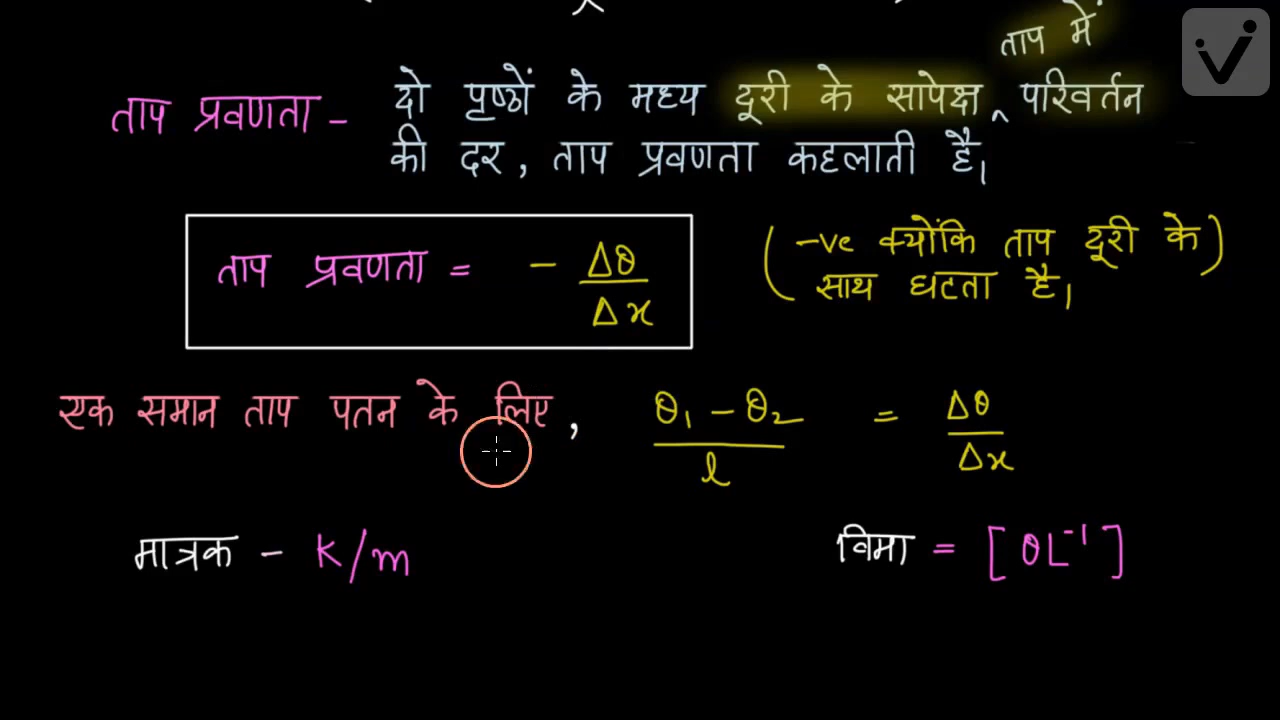 ताप में
ताप प्रवणता – दो पृष्ठों के मध्य दूरी के सापेक्ष ^ परिवर्तन
की दर, ताप प्रवणता कहलाती है।
ताप प्रवणता = - Δθ/Δx
(-ve क्योंकि ताप दूरी के
साथ घटता है।)
एक समान ताप पतन के लिए, θ₁ - θ₂/l = Δθ/Δx
मात्रक - K/m
विमा = [θL⁻¹]